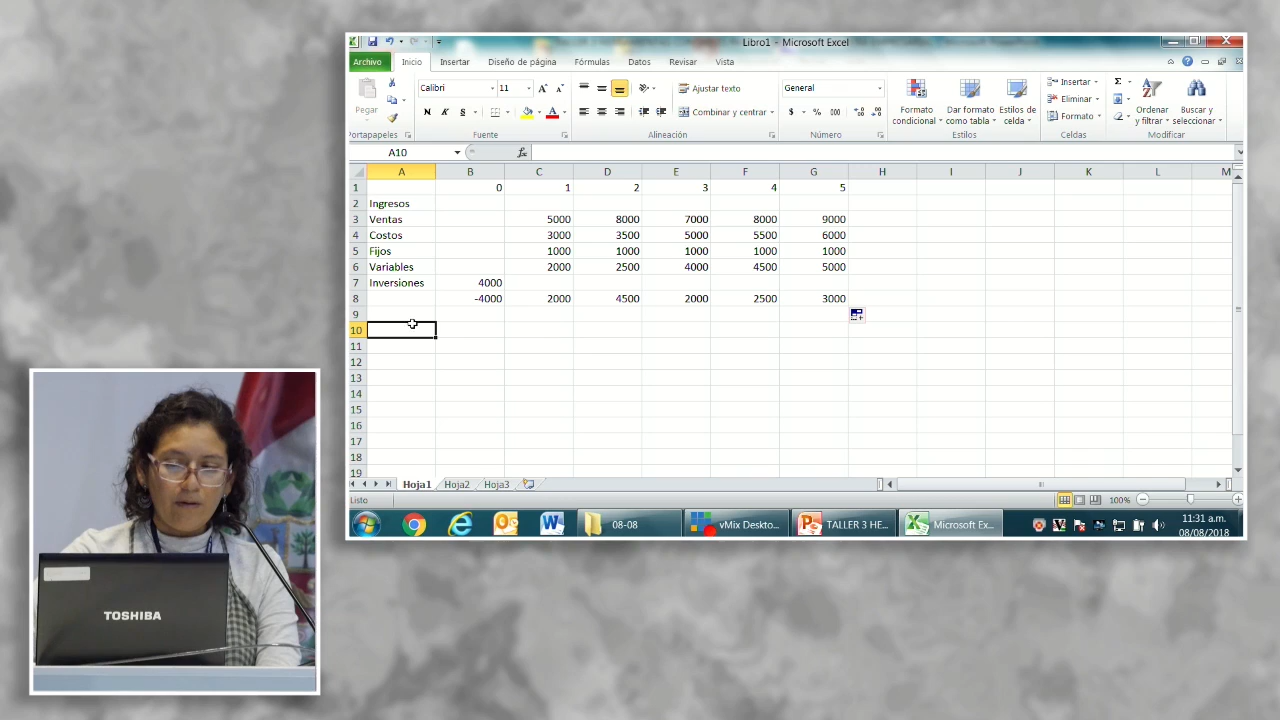 Libro1 - Microsoft Excel
Archivo Inicio Insertar Diseño de página Fórmulas Datos Revisar Vista
Pegar
Calibri 11
N K S
Ajustar texto
Combinar y centrar
General
$ % 000
Formato condicional
Dar formato como tabla
Estilos de celda
Insertar
Eliminar
Formato
Σ
Ordenar y filtrar
Buscar y seleccionar
Portapapeles Fuente Alineación Número Estilos Celdas Modificar
A10 fx
A B C D E F G H I J K L M
1 0 1 2 3 4 5
2 Ingresos
3 Ventas 5000 8000 7000 8000 9000
4 Costos 3000 3500 5000 5500 6000
5 Fijos 1000 1000 1000 1000 1000
6 Variables 2000 2500 4000 4500 5000
7 Inversiones 4000
8 -4000 2000 4500 2000 2500 3000
9
10
11
12
13
14
15
16
17
18
19
Hoja1 Hoja2 Hoja3
Listo 100%
08-08 vMix Deskto... TALLER 3 HE... Microsoft Ex...
11:31 a.m.
08/08/2018
TOSHIBA